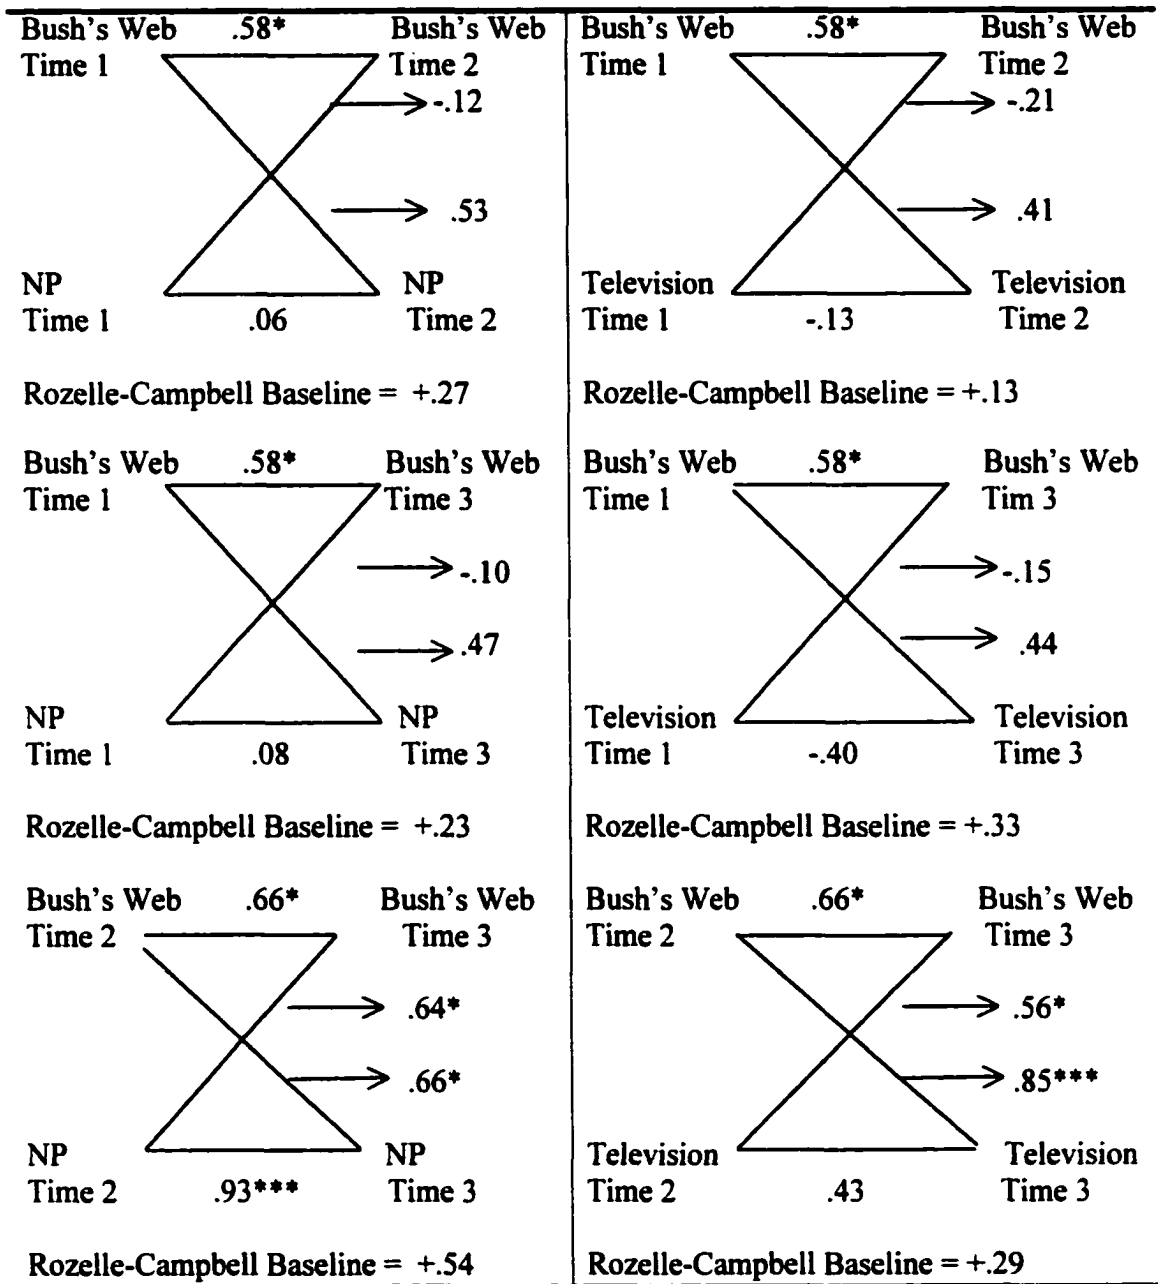 Bush's Web .58* Bush's Web
Time 1 Time 2
-.12
.53
NP NP
Time 1 .06 Time 2
Rozelle-Campbell Baseline = +.27
Bush's Web .58* Bush's Web
Time 1 Time 2
-.21
.41
Television Television
Time 1 -.13 Time 2
Rozelle-Campbell Baseline = +.13
Bush's Web .58* Bush's Web
Time 1 Time 3
-.10
.47
NP NP
Time 1 .08 Time 3
Rozelle-Campbell Baseline = +.23
Bush's Web .58* Bush's Web
Time 1 Tim 3
-.15
.44
Television Television
Time 1 -.40 Time 3
Rozelle-Campbell Baseline = +.33
Bush's Web .66* Bush's Web
Time 2 Time 3
.64*
.66*
NP NP
Time 2 .93*** Time 3
Rozelle-Campbell Baseline = +.54
Bush's Web .66* Bush's Web
Time 2 Time 3
.56*
.85***
Television Television
Time 2 .43 Time 3
Rozelle-Campbell Baseline = +.29